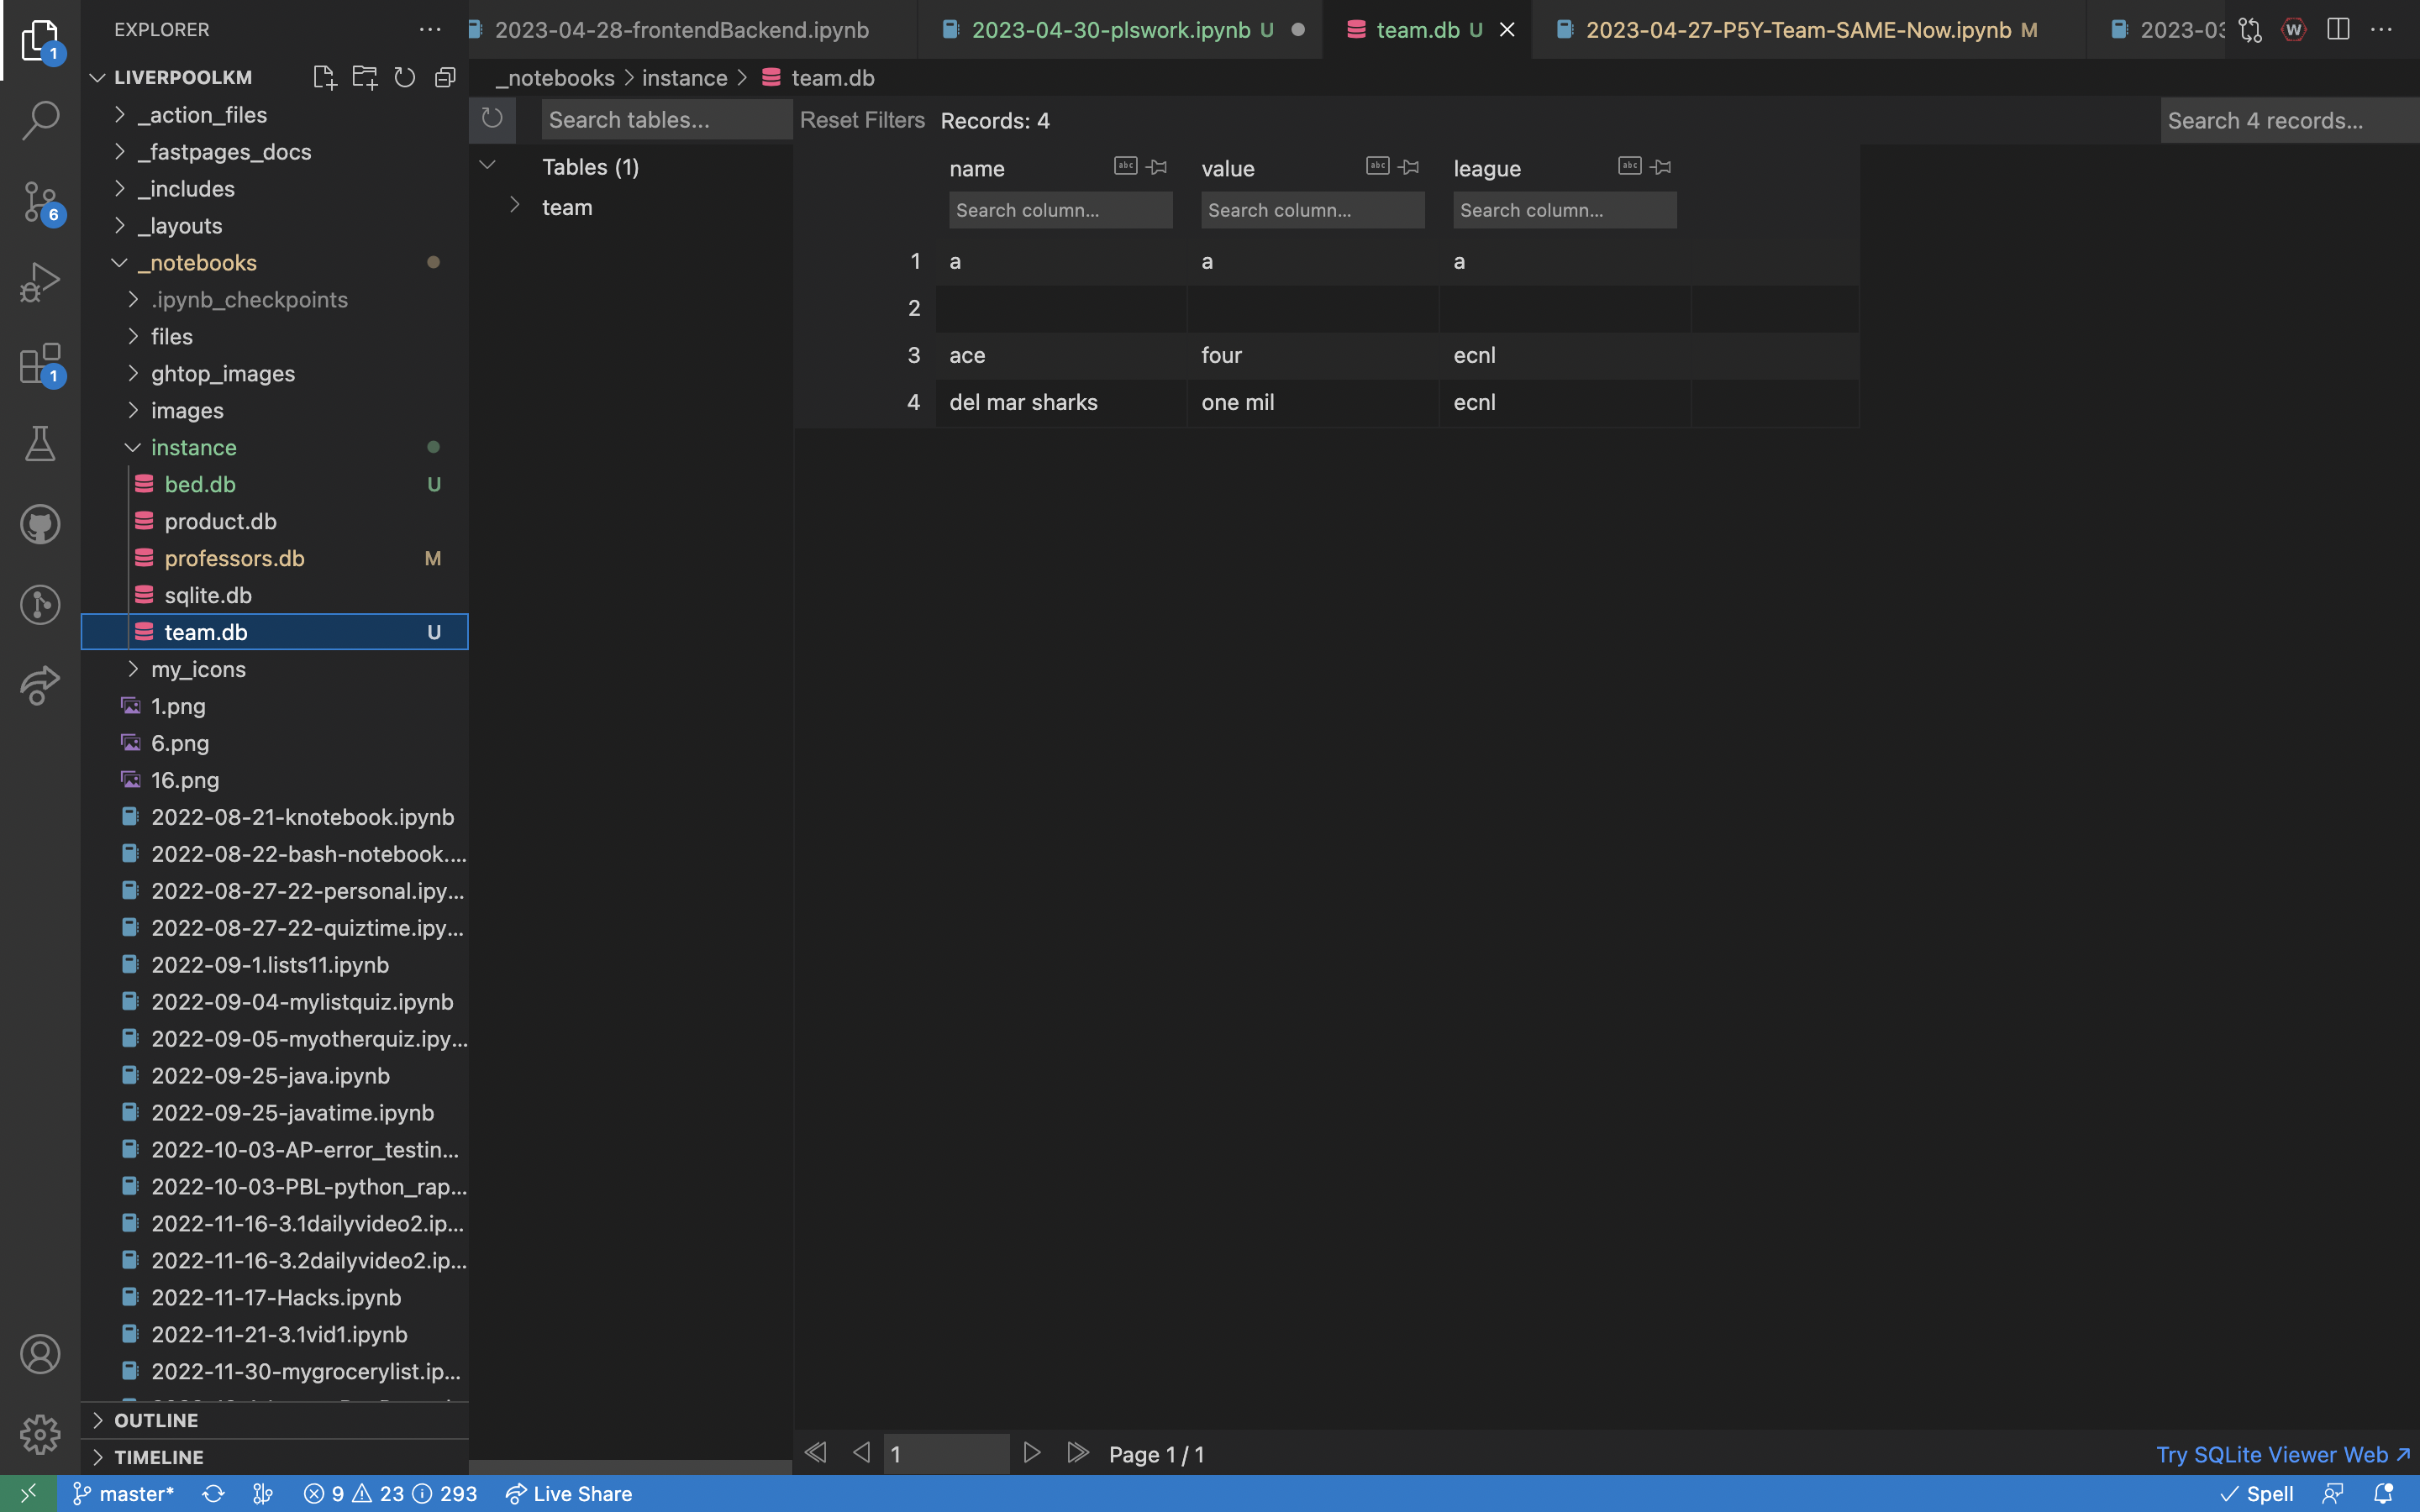 EXPLORER
2023-04-28-frontendBackend.ipynb
2023-04-30-plswork.ipynb U
team.db U
2023-04-27-P5Y-Team-SAME-Now.ipynb M
2023-03
LIVERPOOLKM
_notebooks > instance > team.db
_action_files
_fastpages_docs
_includes
_layouts
_notebooks
.ipynb_checkpoints
files
ghtop_images
images
instance
bed.db U
product.db
professors.db M
sqlite.db
team.db U
my_icons
1.png
6.png
16.png
2022-08-21-knotebook.ipynb
2022-08-22-bash-notebook....
2022-08-27-22-personal.ipy...
2022-08-27-22-quiztime.ipy...
2022-09-1.lists11.ipynb
2022-09-04-mylistquiz.ipynb
2022-09-05-myotherquiz.ipy...
2022-09-25-java.ipynb
2022-09-25-javatime.ipynb
2022-10-03-AP-error_testin...
2022-10-03-PBL-python_rap...
2022-11-16-3.1dailyvideo2.ip...
2022-11-16-3.2dailyvideo2.ip...
2022-11-17-Hacks.ipynb
2022-11-21-3.1vid1.ipynb
2022-11-30-mygrocerylist.ip...
OUTLINE
TIMELINE
1
6
1
Search tables...
Tables (1)
team
Reset Filters Records: 4
Search 4 records...
name value league
Search column... Search column... Search column...
1 a a a
2
3 ace four ecnl
4 del mar sharks one mil ecnl
1 Page 1 / 1
Try SQLite Viewer Web ↗
master* 9 23 293 Live Share
Spell